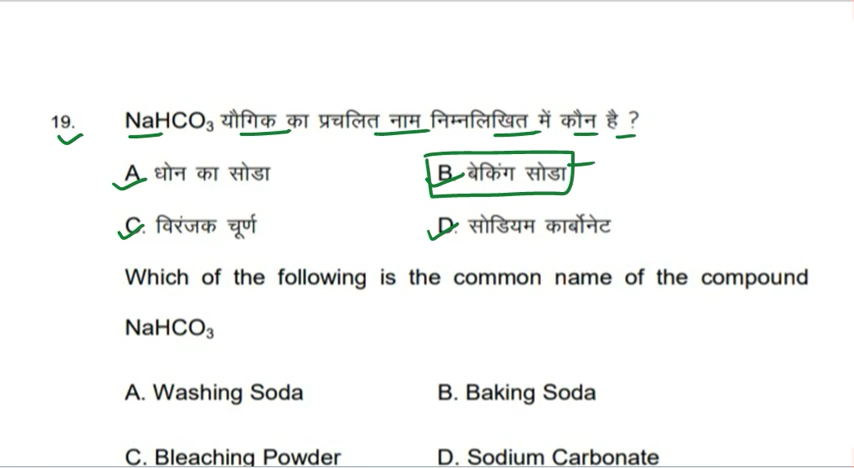 19. NaHCO₃ यौगिक का प्रचलित नाम निम्नलिखित में कौन है ?
A. धोन का सोडा B. बेकिंग सोडा
C. विरंजक चूर्ण D. सोडियम कार्बोनेट
Which of the following is the common name of the compound
NaHCO₃
A. Washing Soda B. Baking Soda
C. Bleaching Powder D. Sodium Carbonate